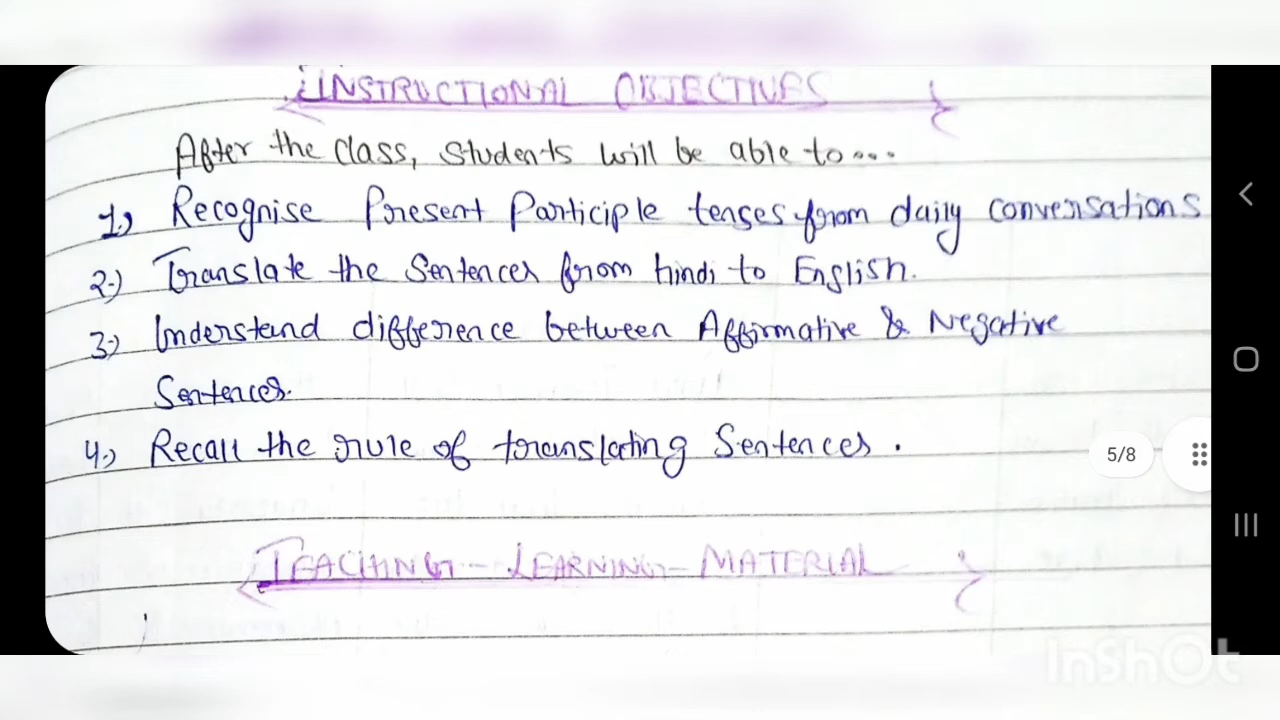 INSTRUCTIONAL OBJECTIVES
After the class, students will be able to...
1.) Recognise Present Participle tenses from daily conversations
2.) Translate the Sentences from hindi to English.
3.) Understand difference between Affirmative & Negative
Sentences.
4.) Recall the rule of translating Sentences.
5/8
TEACHING-LEARNING-MATERIAL
InShOt